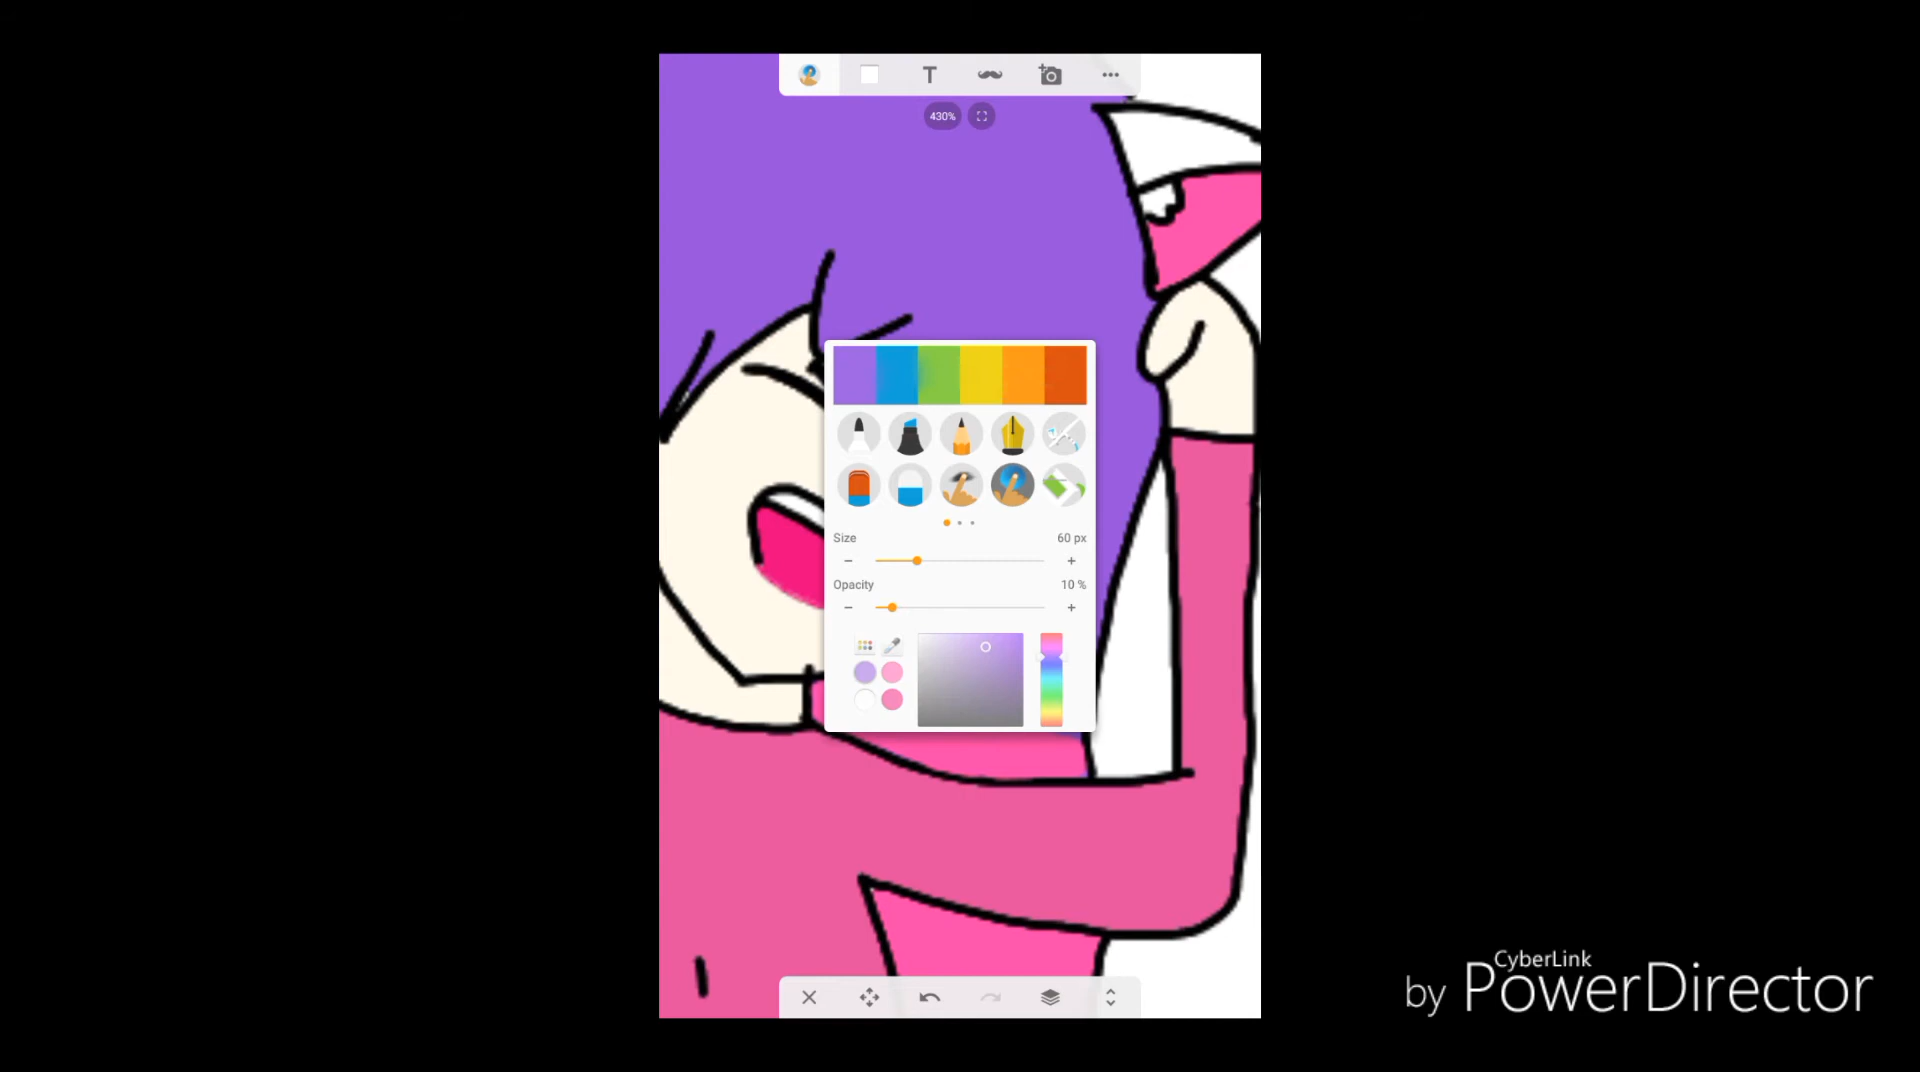 T
430%
Size 60 px
Opacity 10 %
CyberLink
by PowerDirector